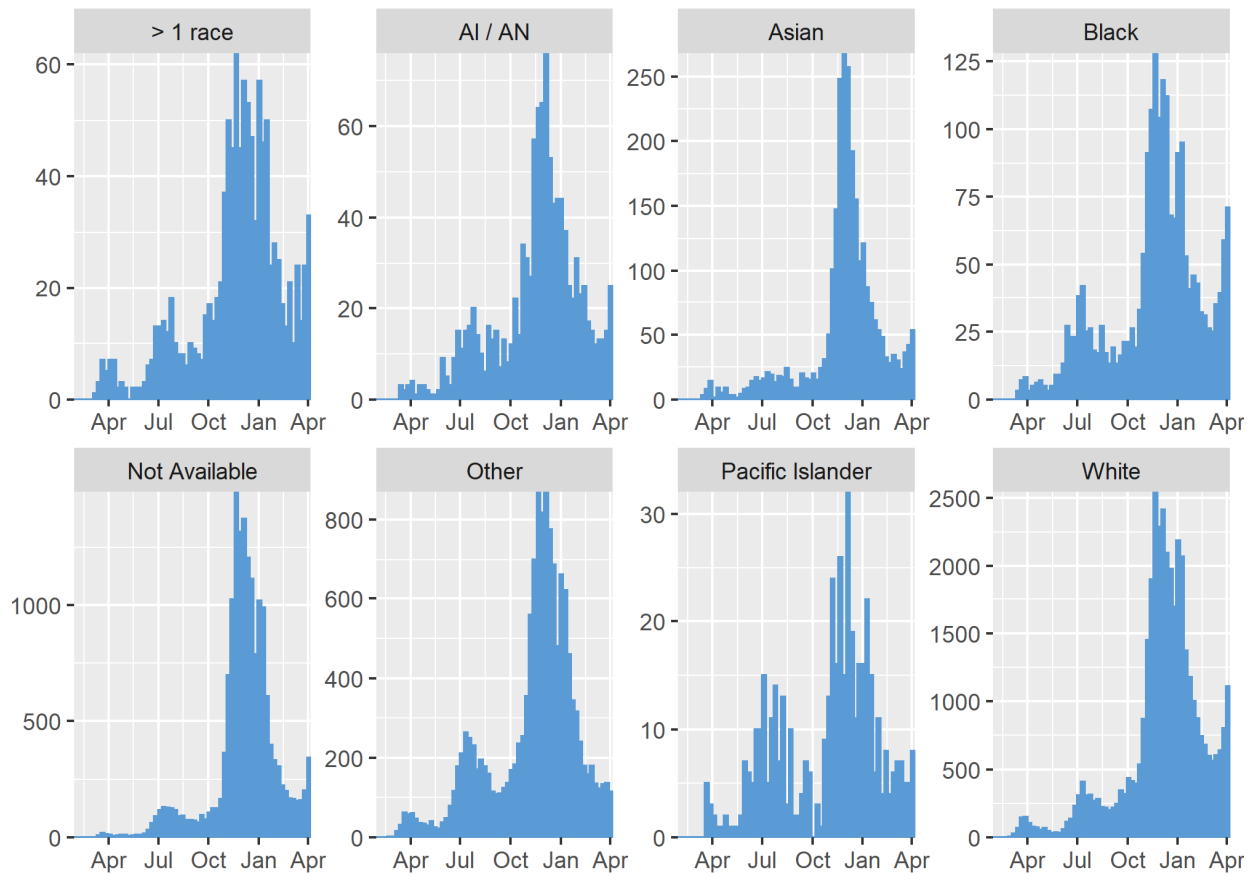 > 1 race
AI / AN
Asian
Black
60
40
20
0
Apr Jul Oct Jan Apr
60
40
20
0
Apr Jul Oct Jan Apr
250
200
150
100
50
0
Apr Jul Oct Jan Apr
125
100
75
50
25
0
Apr Jul Oct Jan Apr
Not Available
Other
Pacific Islander
White
1000
500
0
Apr Jul Oct Jan Apr
800
600
400
200
0
Apr Jul Oct Jan Apr
30
20
10
0
Apr Jul Oct Jan Apr
2500
2000
1500
1000
500
0
Apr Jul Oct Jan Apr